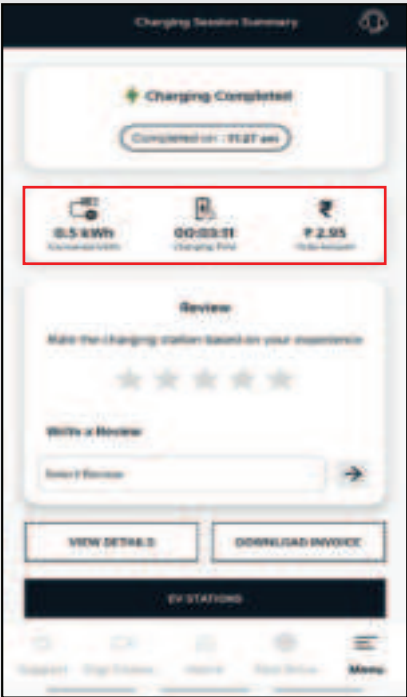 Charging Session Summary
Charging Completed
Completed on : 11:27 am
0.5 kWh
00:03:11
₹ 2.95
Charging Time
Review
Rate the charging station based on your experience
Write a Review
Select Review
VIEW DETAILS
DOWNLOAD INVOICE
EV STATIONS
Support
Menu